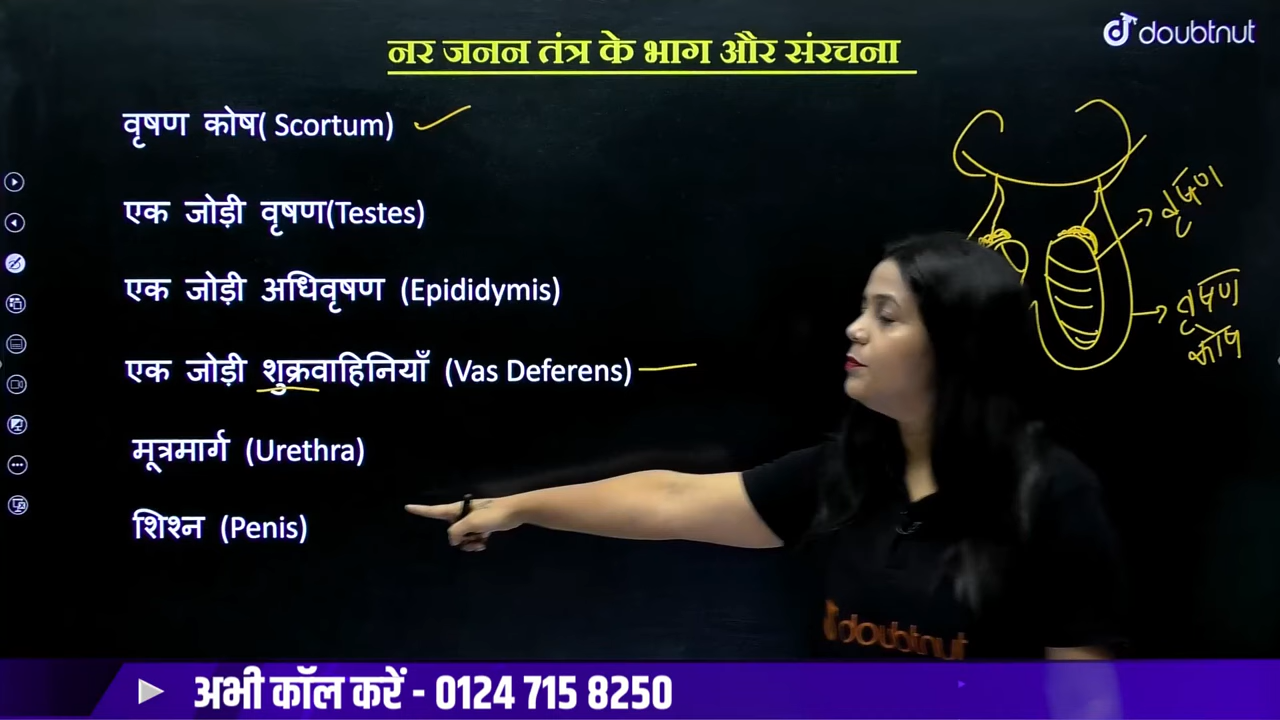 doubtnut
नर जनन तंत्र के भाग और संरचना
वृषण कोष( Scortum)
एक जोड़ी वृषण(Testes)
एक जोड़ी अधिवृषण (Epididymis)
एक जोड़ी शुक्रवाहिनियाँ (Vas Deferens)
मूत्रमार्ग (Urethra)
शिश्न (Penis)
वृषण
वृषण
कोष
doubtnut
अभी कॉल करें - 0124 715 8250